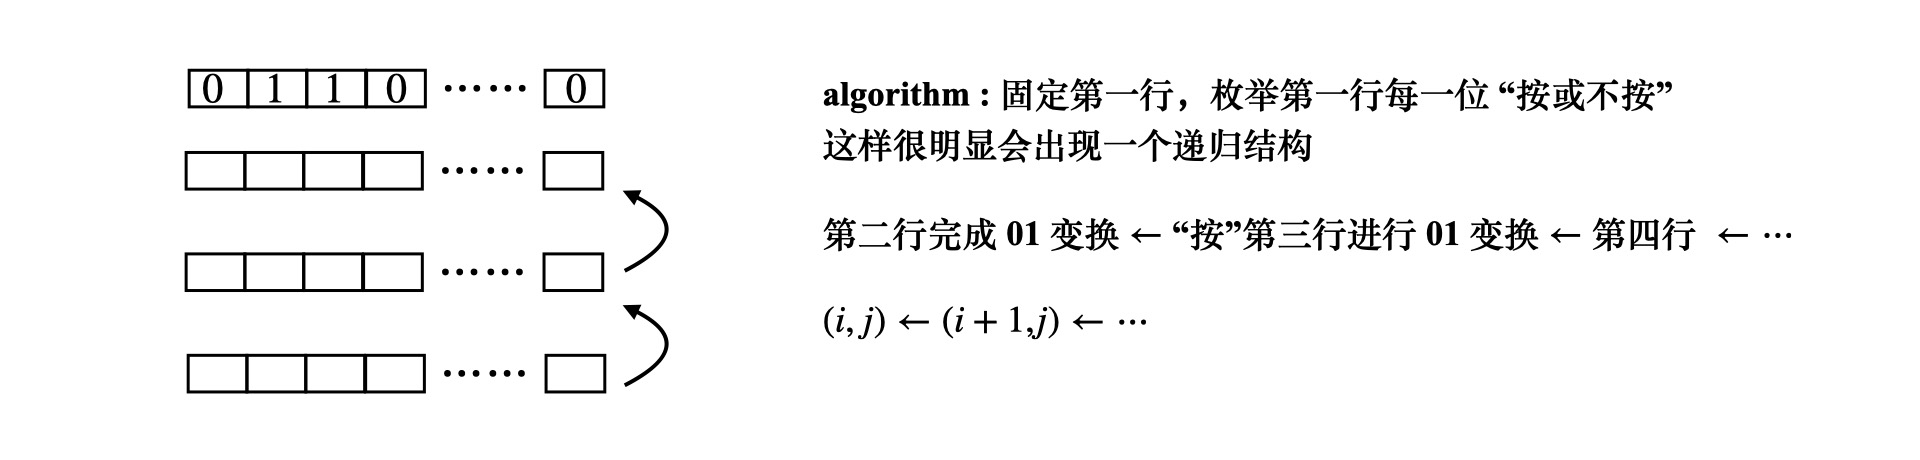 0 1 1 0 ······ 0
algorithm : 固定第一行，枚举第一行每一位 “按或不按”
这样很明显会出现一个递归结构
第二行完成 01 变换 ← “按”第三行进行 01 变换 ← 第四行 ← ···
(i, j) ← (i + 1,j) ← ···